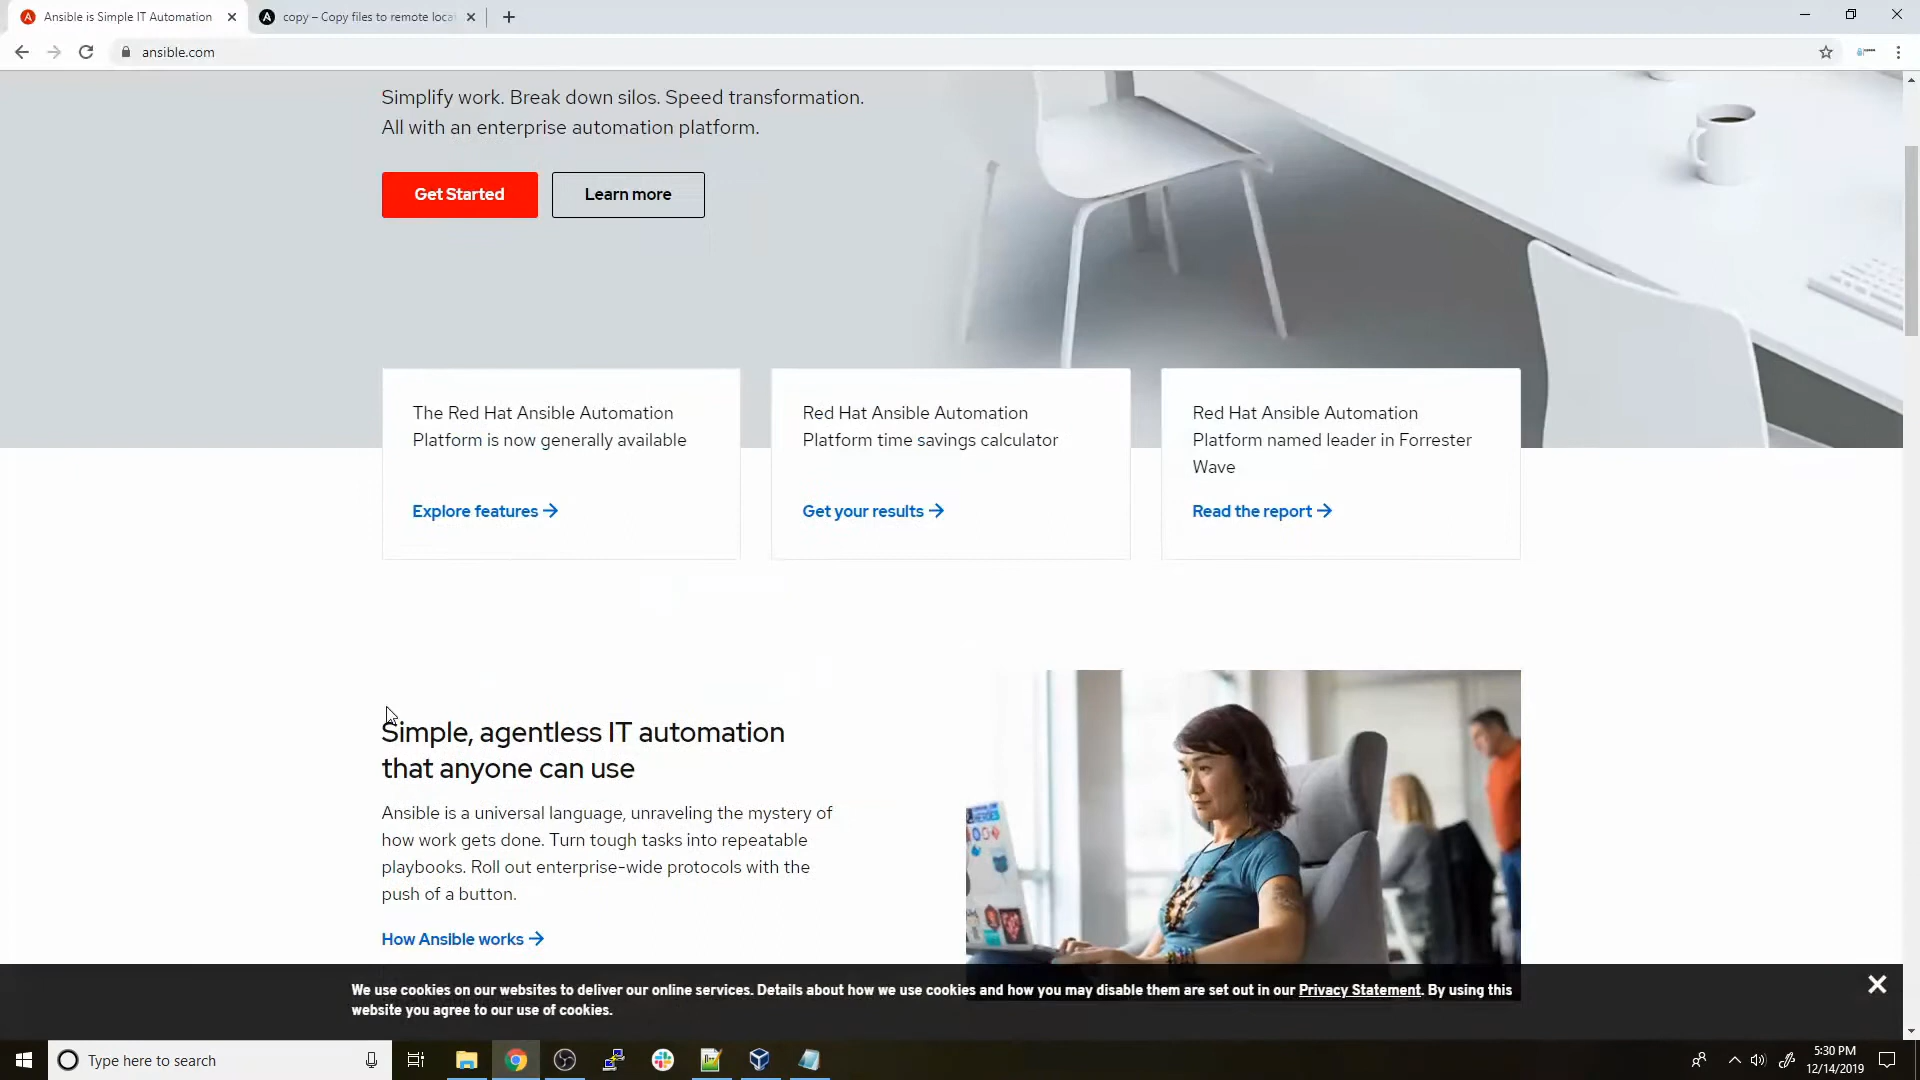 Ansible is Simple IT Automation
copy – Copy files to remote loca
ansible.com
Simplify work. Break down silos. Speed transformation.
All with an enterprise automation platform.
Get Started
Learn more
The Red Hat Ansible Automation
Platform is now generally available
Explore features →
Red Hat Ansible Automation
Platform time savings calculator
Get your results →
Red Hat Ansible Automation
Platform named leader in Forrester
Wave
Read the report →
Simple, agentless IT automation
that anyone can use
Ansible is a universal language, unraveling the mystery of
how work gets done. Turn tough tasks into repeatable
playbooks. Roll out enterprise-wide protocols with the
push of a button.
How Ansible works →
We use cookies on our websites to deliver our online services. Details about how we use cookies and how you may disable them are set out in our Privacy Statement. By using this
website you agree to our use of cookies.
Type here to search
5:30 PM
12/14/2019